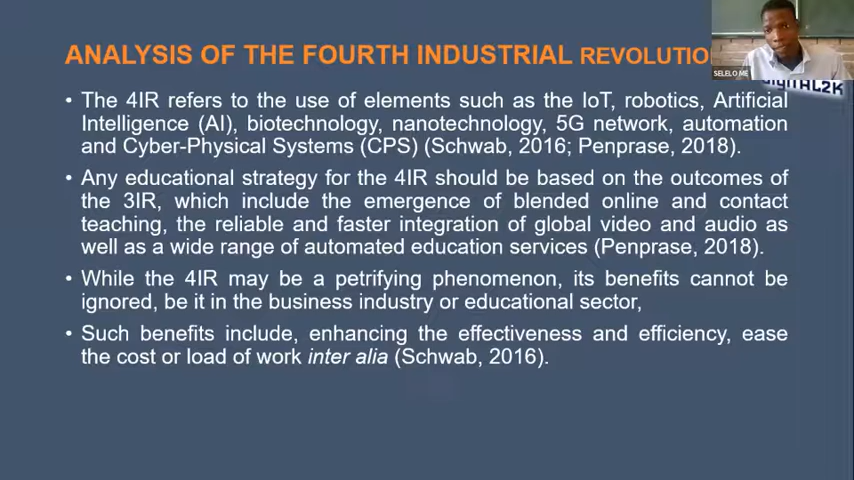 ANALYSIS OF THE FOURTH INDUSTRIAL REVOLUTIO
SELELO ME
DIGITAL2K
• The 4IR refers to the use of elements such as the IoT, robotics, Artificial
Intelligence (AI), biotechnology, nanotechnology, 5G network, automation
and Cyber-Physical Systems (CPS) (Schwab, 2016; Penprase, 2018).
• Any educational strategy for the 4IR should be based on the outcomes of
the 3IR, which include the emergence of blended online and contact
teaching, the reliable and faster integration of global video and audio as
well as a wide range of automated education services (Penprase, 2018).
• While the 4IR may be a petrifying phenomenon, its benefits cannot be
ignored, be it in the business industry or educational sector,
• Such benefits include, enhancing the effectiveness and efficiency, ease
the cost or load of work inter alia (Schwab, 2016).